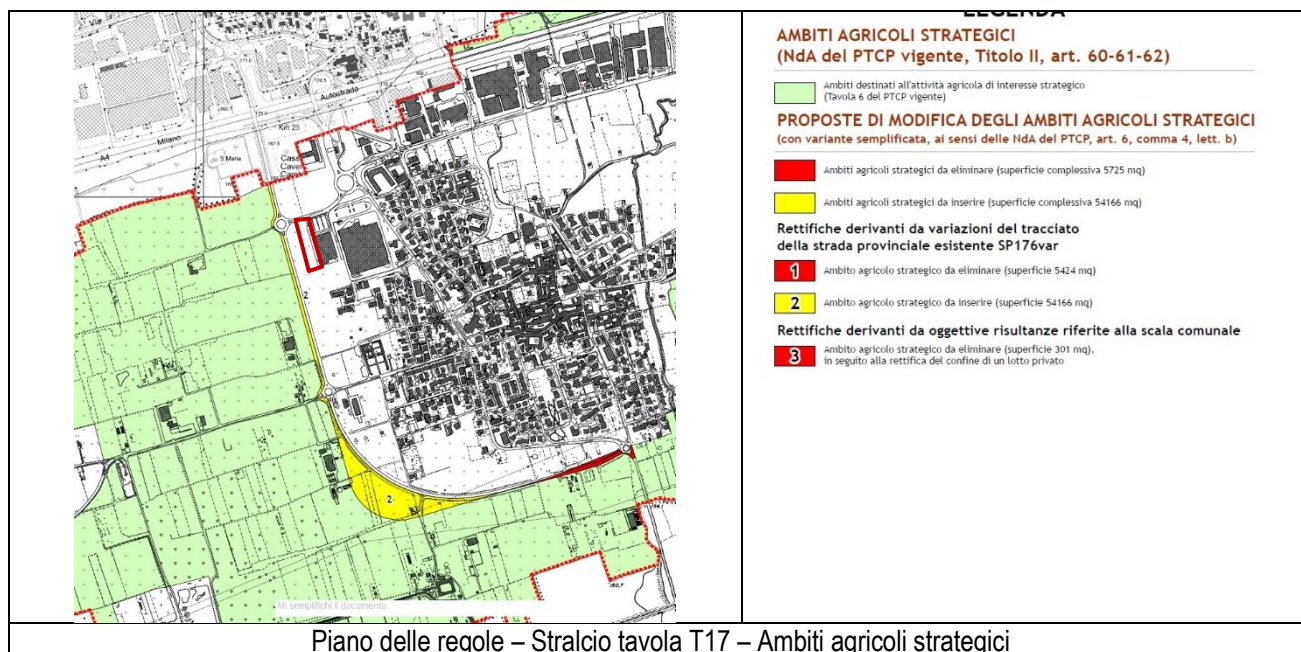 LEGENDA
AMBITI AGRICOLI STRATEGICI
(NdA del PTCP vigente, Titolo II, art. 60-61-62)
Ambiti destinati all'attività agricola di interesse strategico
(Tavola 6 del PTCP vigente)
PROPOSTE DI MODIFICA DEGLI AMBITI AGRICOLI STRATEGICI
(con variante semplificata, ai sensi delle NdA del PTCP, art. 6, comma 4, lett. b)
Ambiti agricoli strategici da eliminare (superficie complessiva 5725 mq)
Ambiti agricoli strategici da inserire (superficie complessiva 54166 mq)
Rettifiche derivanti da variazioni del tracciato
della strada provinciale esistente SP176var
1 Ambito agricolo strategico da eliminare (superficie 5424 mq)
2 Ambito agricolo strategico da inserire (superficie 54166 mq)
Rettifiche derivanti da oggettive risultanze riferite alla scala comunale
3 Ambito agricolo strategico da eliminare (superficie 301 mq),
in seguito alla rettifica del confine di un lotto privato
Autostrada
Km 25
Milano
A4
S Maria
2
2
Mi semplifichi il documento
Piano delle regole – Stralcio tavola T17 – Ambiti agricoli strategici